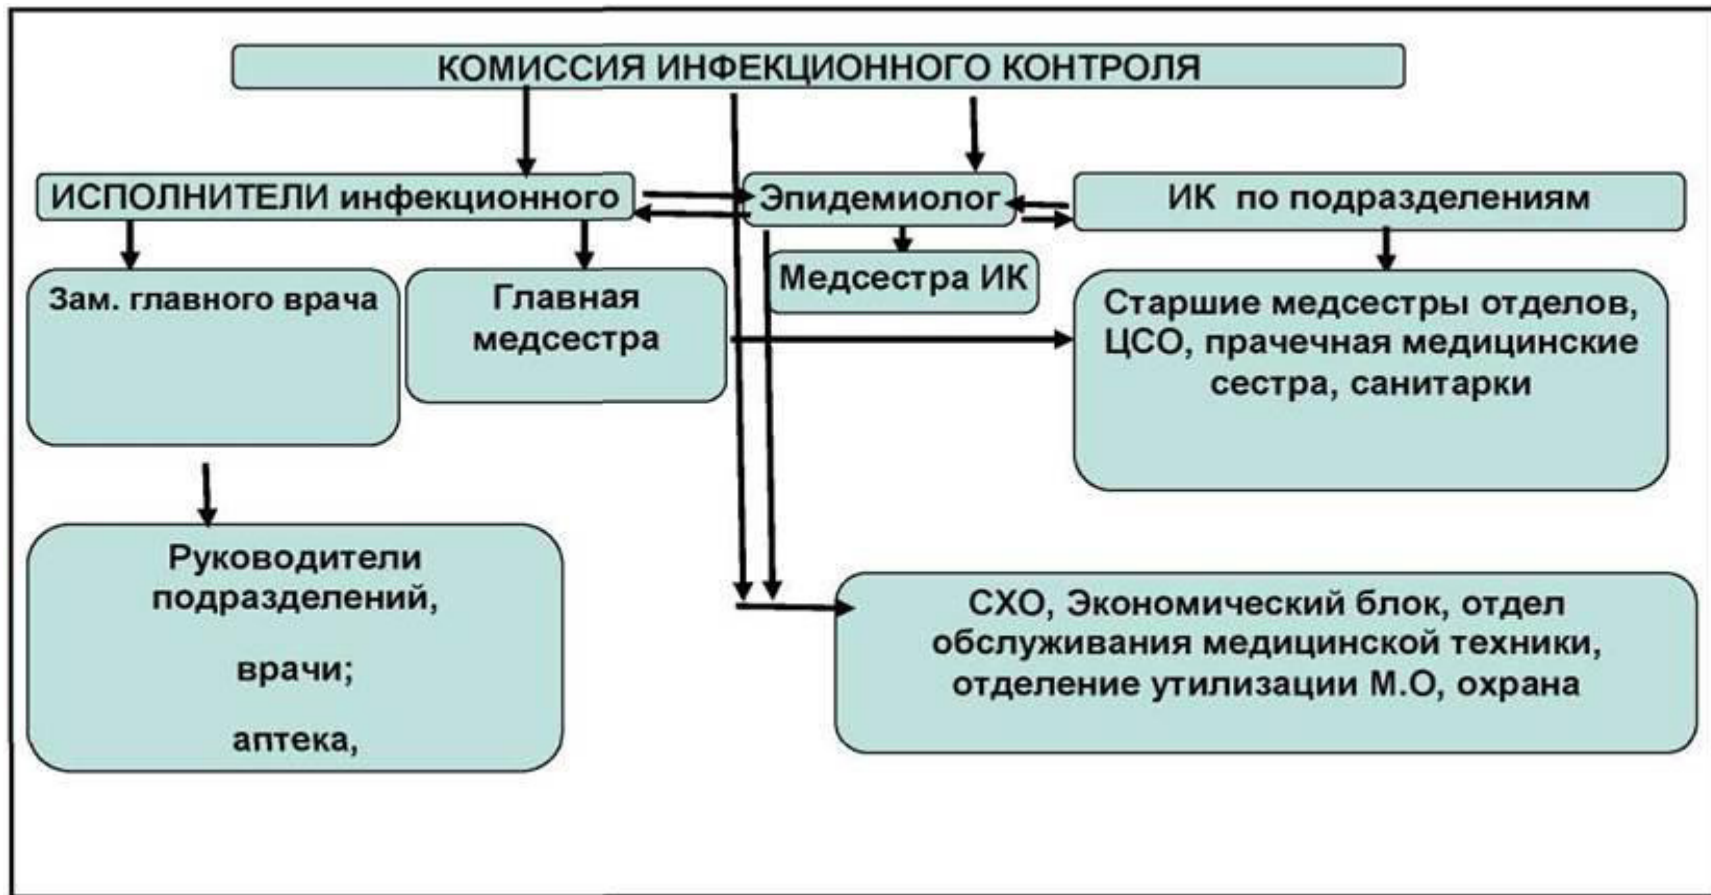 КОМИССИЯ ИНФЕКЦИОННОГО КОНТРОЛЯ
ИСПОЛНИТЕЛИ инфекционного
Эпидемиолог
ИК по подразделениям
Зам. главного врача
Главная
медсестра
Медсестра ИК
Старшие медсестры отделов,
ЦСО, прачечная медицинские
сестра, санитарки
Руководители
подразделений,
врачи;
аптека,
СХО, Экономический блок, отдел
обслуживания медицинской техники,
отделение утилизации М.О, охрана